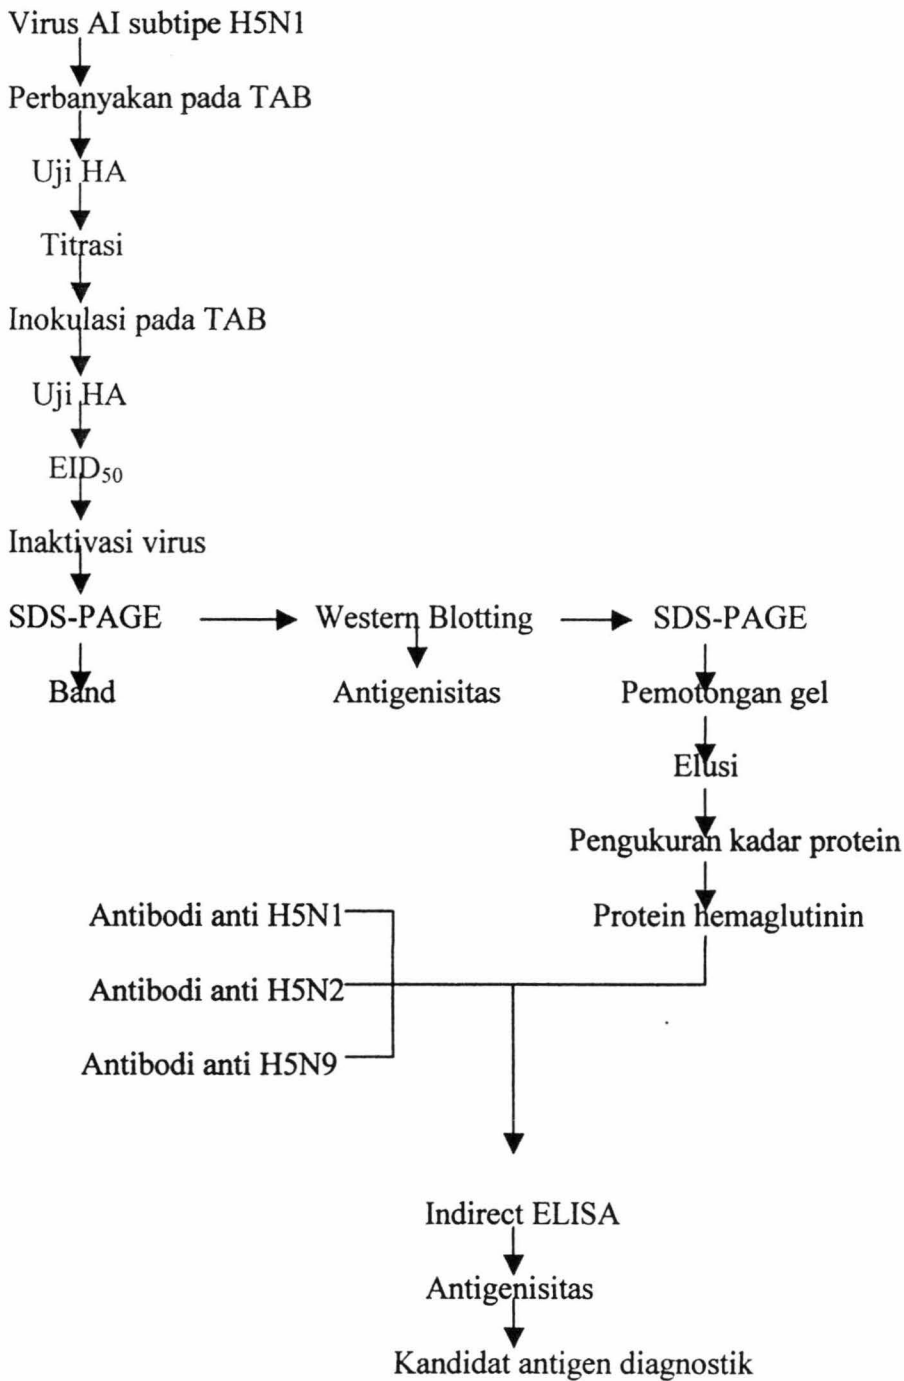 Virus AI subtipe H5N1
Perbanyakan pada TAB
Uji HA
Titrasi
Inokulasi pada TAB
Uji HA
EID₅₀
Inaktivasi virus
SDS-PAGE Western Blotting SDS-PAGE
Band Antigenisitas Pemotongan gel
Elusi
Pengukuran kadar protein
Antibodi anti H5N1 Protein hemaglutinin
Antibodi anti H5N2
Antibodi anti H5N9
Indirect ELISA
Antigenisitas
Kandidat antigen diagnostik